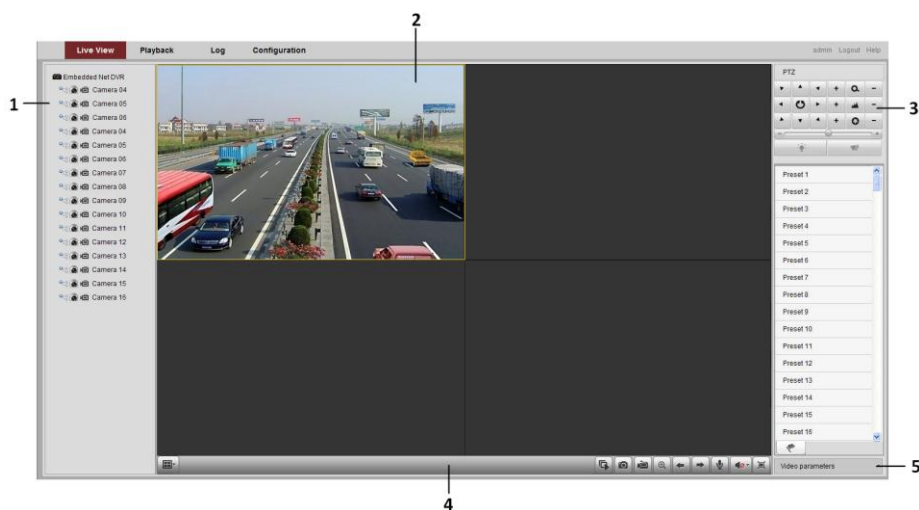 2
Live View Playback Log Configuration admin Logout Help
1
Embedded Net DVR
Camera 04
Camera 05
Camera 06
Camera 04
Camera 05
Camera 06
Camera 07
Camera 08
Camera 09
Camera 10
Camera 11
Camera 12
Camera 13
Camera 14
Camera 15
Camera 16
PTZ
3
Preset 1
Preset 2
Preset 3
Preset 4
Preset 5
Preset 6
Preset 7
Preset 8
Preset 9
Preset 10
Preset 11
Preset 12
Preset 13
Preset 14
Preset 15
Preset 16
Video parameters
5
4